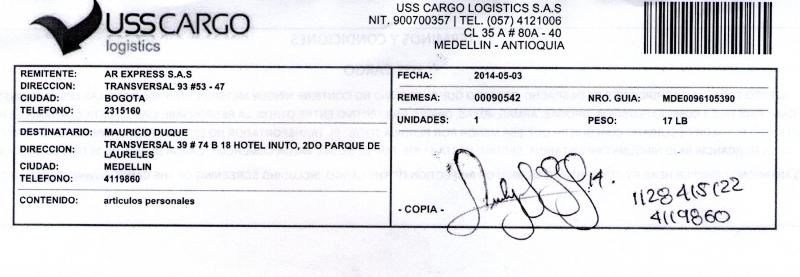 USS CARGO
logistics
USS CARGO LOGISTICS S.A.S
NIT. 900700357 | TEL. (057) 4121006
CL 35 A # 80A - 40
MEDELLIN - ANTIOQUIA
REMITENTE: AR EXPRESS S.A.S
DIRECCION: TRANSVERSAL 93 #53 - 47
CIUDAD: BOGOTA
TELEFONO: 2315160
DESTINATARIO: MAURICIO DUQUE
DIRECCION: TRANSVERSAL 39 # 74 B 18 HOTEL INUTO, 2DO PARQUE DE
LAURELES
CIUDAD: MEDELLIN
TELEFONO: 4119860
CONTENIDO: articulos personales
FECHA: 2014-05-03
REMESA: 00090542 NRO. GUIA: MDE0096105390
UNIDADES: PESO: 17 LB
- COPIA -
1128415122
4119860